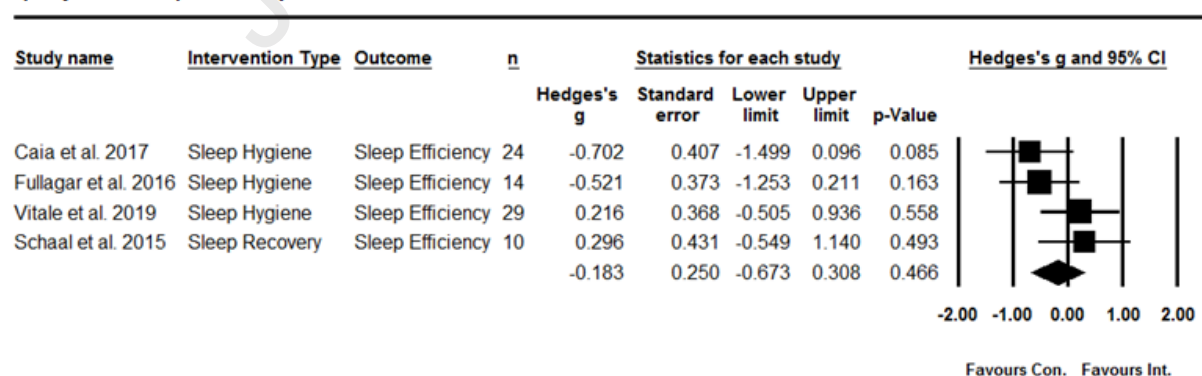 Study name Intervention Type Outcome n Statistics for each study Hedges's g and 95% CI
Hedges's g Standard error Lower limit Upper limit p-Value
Caia et al. 2017 Sleep Hygiene Sleep Efficiency 24 -0.702 0.407 -1.499 0.096 0.085
Fullagar et al. 2016 Sleep Hygiene Sleep Efficiency 14 -0.521 0.373 -1.253 0.211 0.163
Vitale et al. 2019 Sleep Hygiene Sleep Efficiency 29 0.216 0.368 -0.505 0.936 0.558
Schaal et al. 2015 Sleep Recovery Sleep Efficiency 10 0.296 0.431 -0.549 1.140 0.493
-0.183 0.250 -0.673 0.308 0.466
-2.00 -1.00 0.00 1.00 2.00
Favours Con. Favours Int.